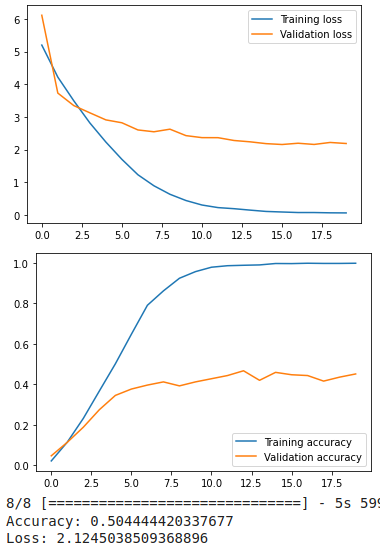 Training loss
Validation loss
6
5
4
3
2
1
0
0.0 2.5 5.0 7.5 10.0 12.5 15.0 17.5
1.0
0.8
0.6
0.4
0.2
0.0
Training accuracy
Validation accuracy
0.0 2.5 5.0 7.5 10.0 12.5 15.0 17.5
8/8 [==============================] - 5s 599
Accuracy: 0.504444420337677
Loss: 2.1245038509368896